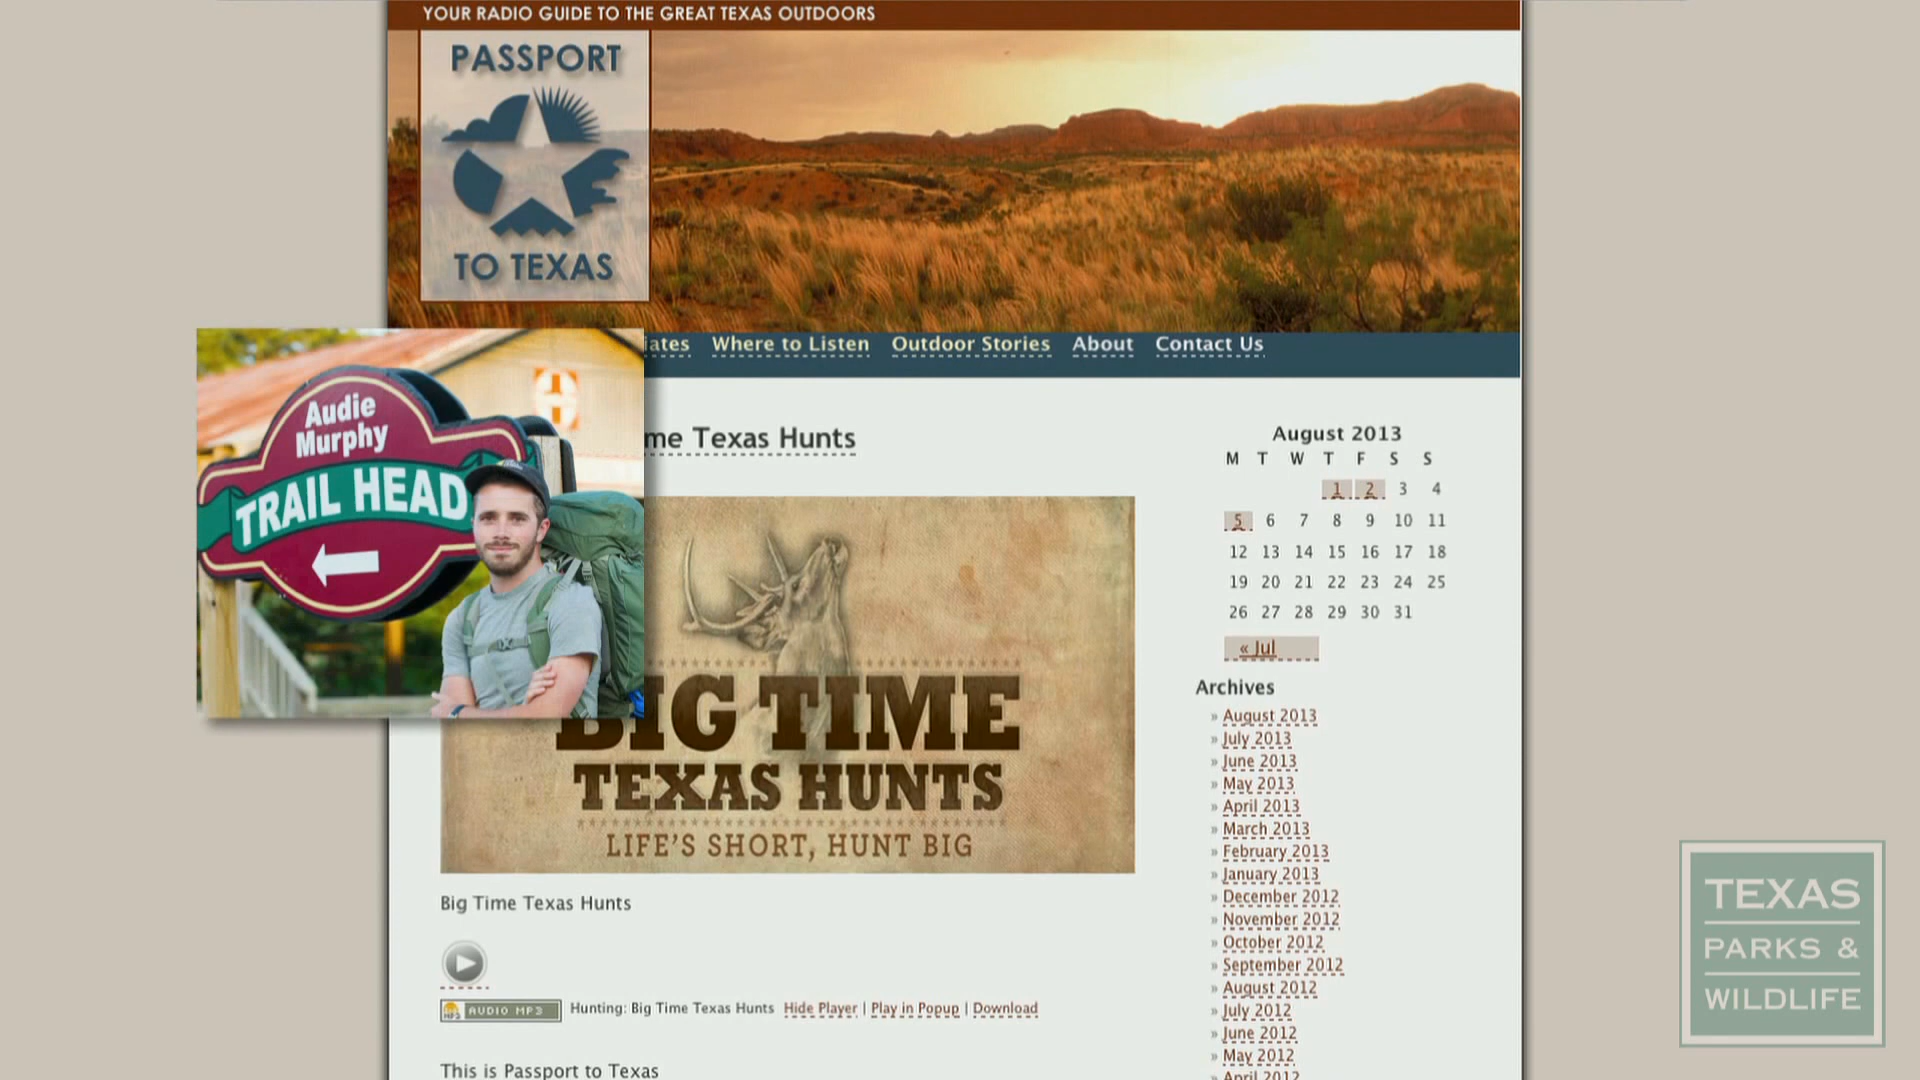 YOUR RADIO GUIDE TO THE GREAT TEXAS OUTDOORS
PASSPORT
TO TEXAS
Where to Listen Outdoor Stories About Contact Us
Audie
Murphy
TRAIL HEAD
Texas Hunts
BIG TIME
TEXAS HUNTS
LIFE'S SHORT, HUNT BIG
Big Time Texas Hunts
AUDIO MP3 Hunting: Big Time Texas Hunts Hide Player | Play in Popup | Download
This is Passport to Texas
August 2013
M T W T F S S
1 2 3 4
5 6 7 8 9 10 11
12 13 14 15 16 17 18
19 20 21 22 23 24 25
26 27 28 29 30 31
« Jul
Archives
» August 2013
» July 2013
» June 2013
» May 2013
» April 2013
» March 2013
» February 2013
» January 2013
» December 2012
» November 2012
» October 2012
» September 2012
» August 2012
» July 2012
» June 2012
» May 2012
April 2012
TEXAS
PARKS &
WILDLIFE